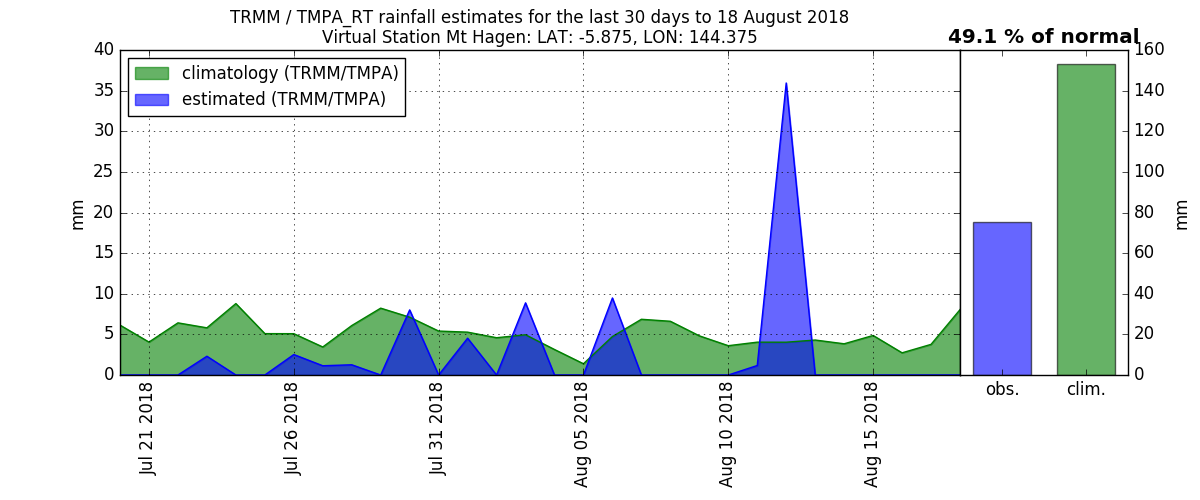 TRMM / TMPA_RT rainfall estimates for the last 30 days to 18 August 2018
Virtual Station Mt Hagen: LAT: -5.875, LON: 144.375
49.1 % of normal
climatology (TRMM/TMPA)
estimated (TRMM/TMPA)
mm
40
35
30
25
20
15
10
5
0
Jul 21 2018
Jul 26 2018
Jul 31 2018
Aug 05 2018
Aug 10 2018
Aug 15 2018
obs.
clim.
160
140
120
100
80
60
40
20
0
mm